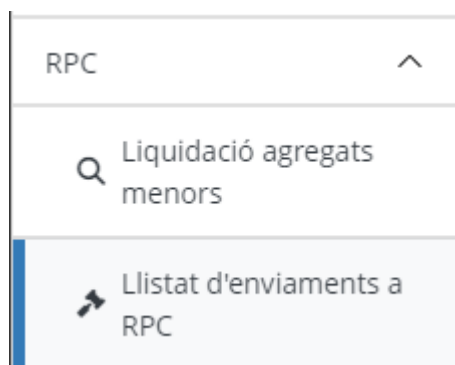 RPC
Liquidació agregats
menors
Llistat d'enviaments a
RPC